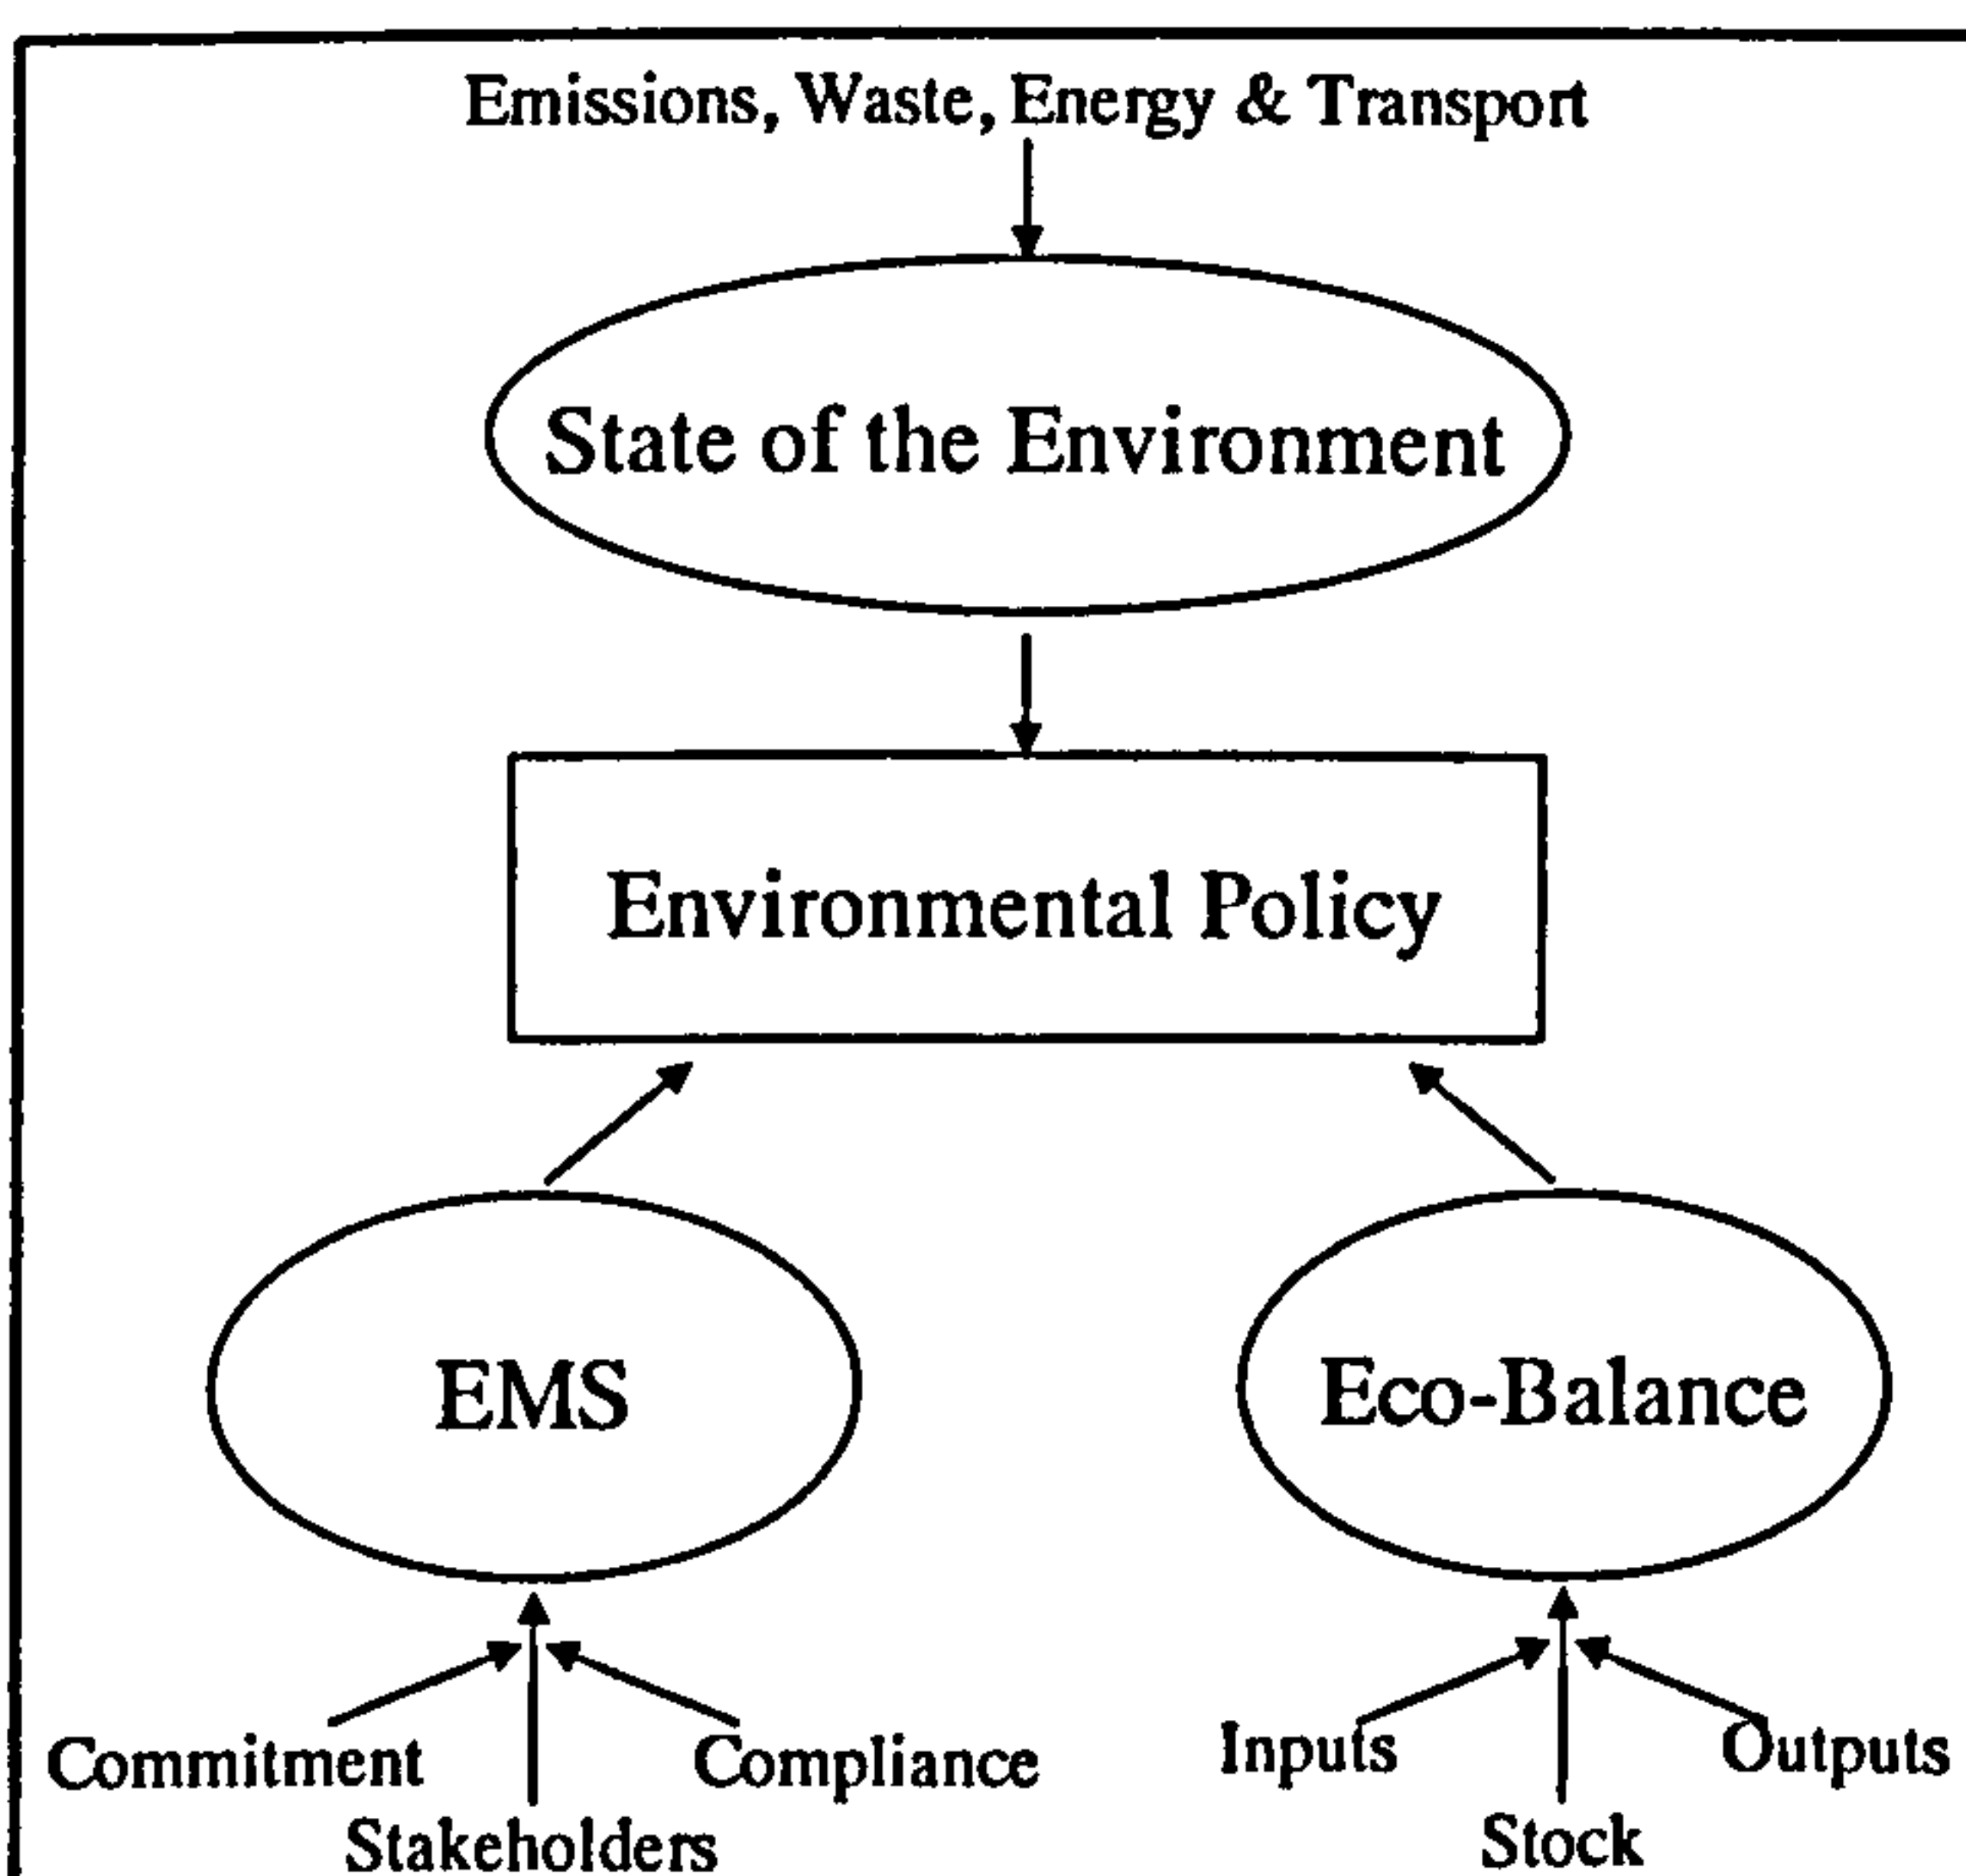 Emissions, Waste, Energy & Transport
State of the Environment
Environmental Policy
EMS
Eco-Balance
Commitment
Compliance
Stakeholders
Inputs
Outputs
Stock